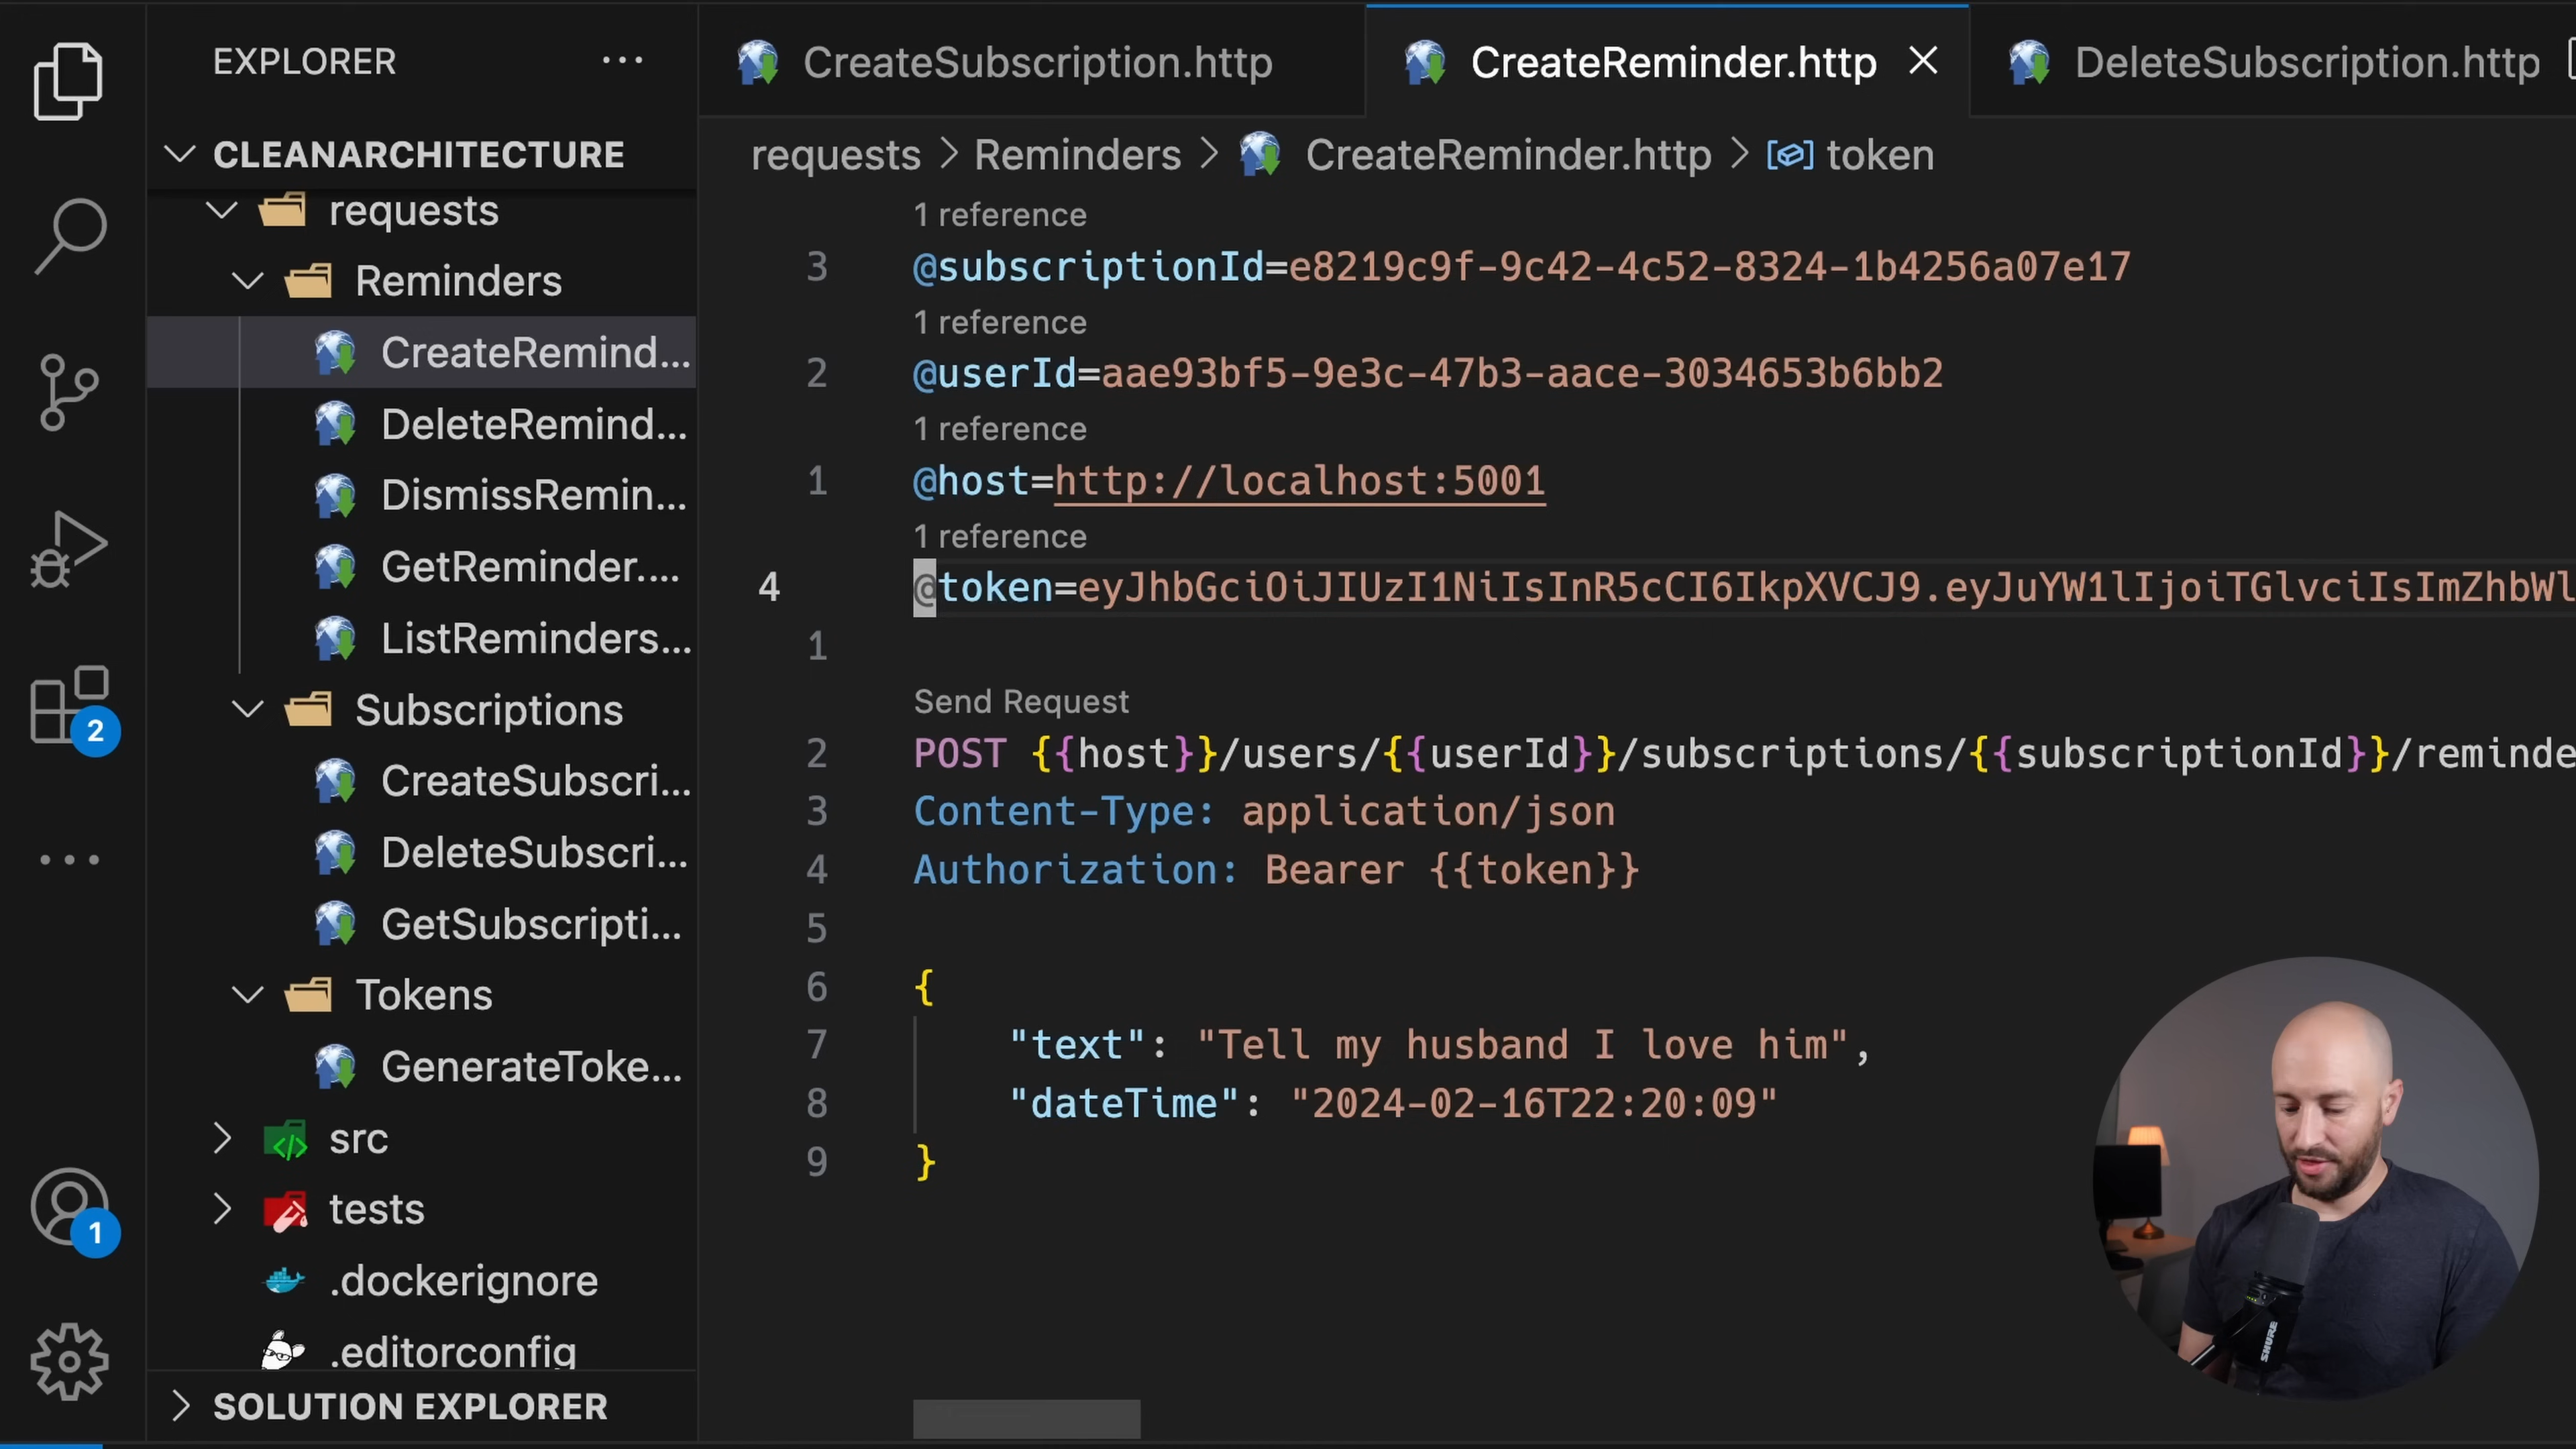 EXPLORER
CLEANARCHITECTURE
requests
Reminders
CreateRemind...
DeleteRemind...
DismissRemin...
GetReminder....
ListReminders...
Subscriptions
CreateSubscri...
DeleteSubscri...
GetSubscripti...
Tokens
GenerateToke...
src
tests
.dockerignore
.editorconfig
SOLUTION EXPLORER
2
1
CreateSubscription.http
CreateReminder.http
DeleteSubscription.http
requests > Reminders > CreateReminder.http > token
1 reference
3 @subscriptionId=e8219c9f-9c42-4c52-8324-1b4256a07e17
1 reference
2 @userId=aae93bf5-9e3c-47b3-aace-3034653b6bb2
1 reference
1 @host=http://localhost:5001
1 reference
4 @token=eyJhbGciOiJIUzI1NiIsInR5cCI6IkpXVCJ9.eyJuYW1lIjoiTGlvciIsImZhbWl
1
Send Request
2 POST {{host}}/users/{{userId}}/subscriptions/{{subscriptionId}}/reminde
3 Content-Type: application/json
4 Authorization: Bearer {{token}}
5
6 {
7 "text": "Tell my husband I love him",
8 "dateTime": "2024-02-16T22:20:09"
9 }
SHURE